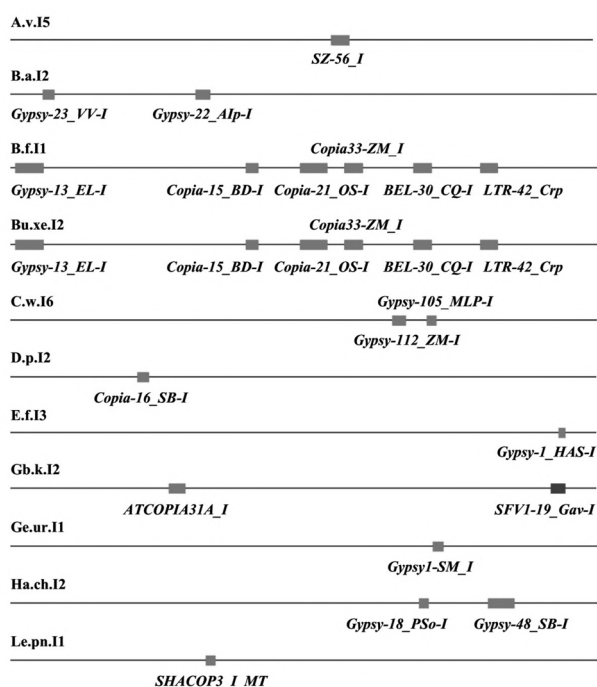 A.v.I5
SZ-56_I
B.a.I2
Gypsy-23_VV-I Gypsy-22_AIp-I
B.f.I1
Copia33-ZM_I
Gypsy-13_EL-I Copia-15_BD-I Copia-21_OS-I BEL-30_CQ-I LTR-42_Crp
Bu.xe.I2
Copia33-ZM_I
Gypsy-13_EL-I Copia-15_BD-I Copia-21_OS-I BEL-30_CQ-I LTR-42_Crp
C.w.I6
Gypsy-105_MLP-I
Gypsy-112_ZM-I
D.p.I2
Copia-16_SB-I
E.f.I3
Gypsy-1_HAS-I
Gb.k.I2
ATCOPIA31A_I SFV1-19_Gav-I
Ge.ur.I1
Gypsy1-SM_I
Ha.ch.I2
Gypsy-18_PSo-I Gypsy-48_SB-I
Le.pn.I1
SHACOP3_I_MT